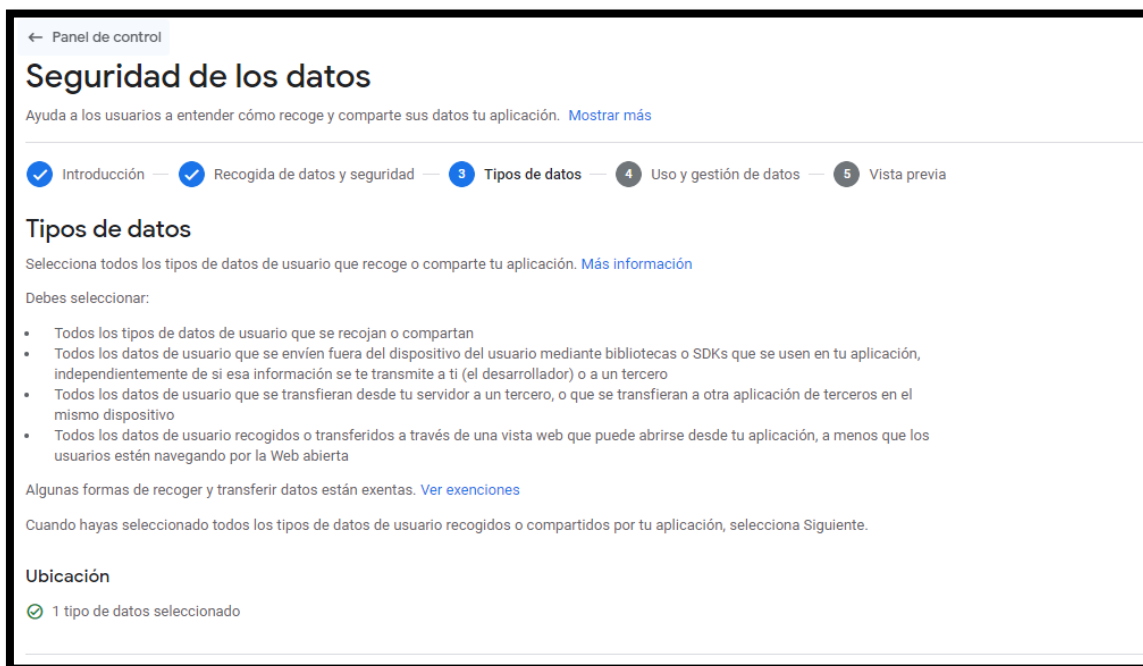 ← Panel de control
Seguridad de los datos
Ayuda a los usuarios a entender cómo recoge y comparte sus datos tu aplicación. Mostrar más
Introducción — Recogida de datos y seguridad — 3 Tipos de datos — 4 Uso y gestión de datos — 5 Vista previa
Tipos de datos
Selecciona todos los tipos de datos de usuario que recoge o comparte tu aplicación. Más información
Debes seleccionar:
• Todos los tipos de datos de usuario que se recojan o compartan
• Todos los datos de usuario que se envíen fuera del dispositivo del usuario mediante bibliotecas o SDKs que se usen en tu aplicación,
independientemente de si esa información se te transmite a ti (el desarrollador) o a un tercero
• Todos los datos de usuario que se transfieran desde tu servidor a un tercero, o que se transfieran a otra aplicación de terceros en el
mismo dispositivo
• Todos los datos de usuario recogidos o transferidos a través de una vista web que puede abrirse desde tu aplicación, a menos que los
usuarios estén navegando por la Web abierta
Algunas formas de recoger y transferir datos están exentas. Ver exenciones
Cuando hayas seleccionado todos los tipos de datos de usuario recogidos o compartidos por tu aplicación, selecciona Siguiente.
Ubicación
1 tipo de datos seleccionado